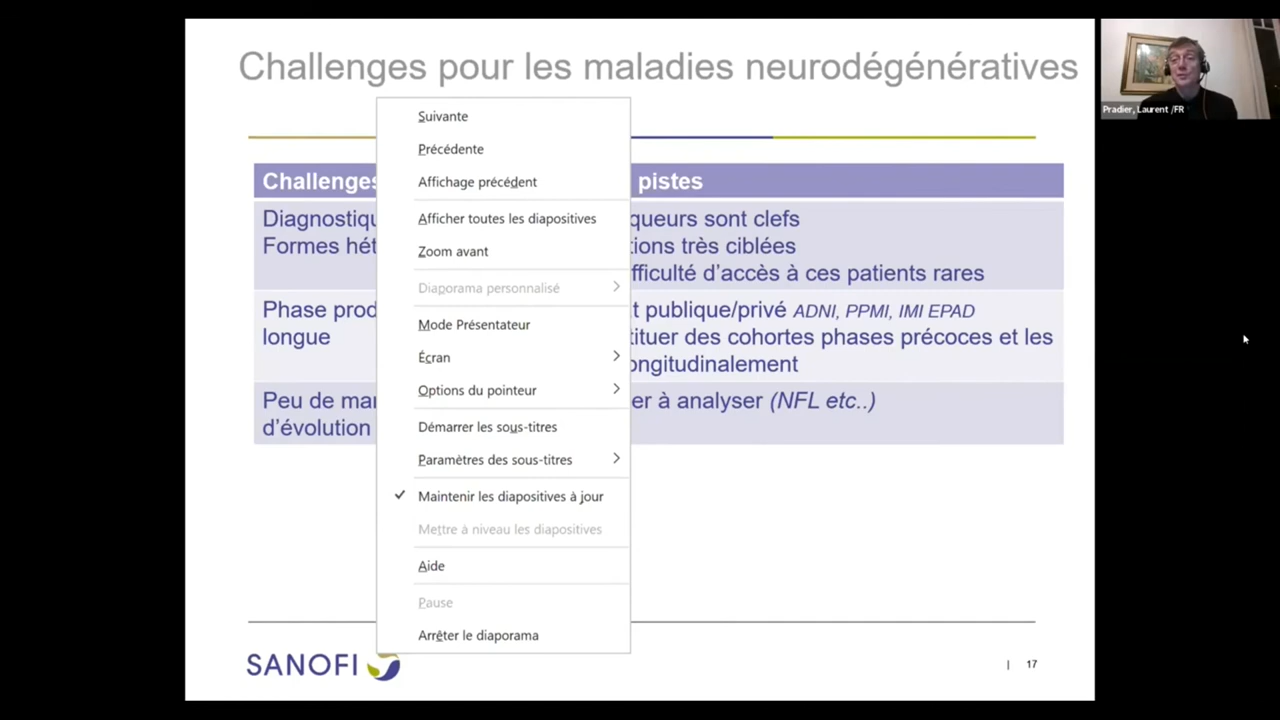 Challenges pour les maladies neurodégénératives
Pradier, Laurent /FR
Challenges
pistes
Diagnostiqu
queurs sont clefs
Formes hét
tions très ciblées
fficulté d'accès à ces patients rares
Phase prod
t publique/privé ADNI, PPMI, IMI EPAD
longue
tituer des cohortes phases précoces et les
ongitudinalement
Peu de mar
er à analyser (NFL etc..)
d'évolution
Suivante
Précédente
Affichage précédent
Afficher toutes les diapositives
Zoom avant
Diaporama personnalisé
Mode Présentateur
Écran
Options du pointeur
Démarrer les sous-titres
Paramètres des sous-titres
Maintenir les diapositives à jour
Mettre à niveau les diapositives
Aide
Pause
Arrêter le diaporama
SANOFI
| 17